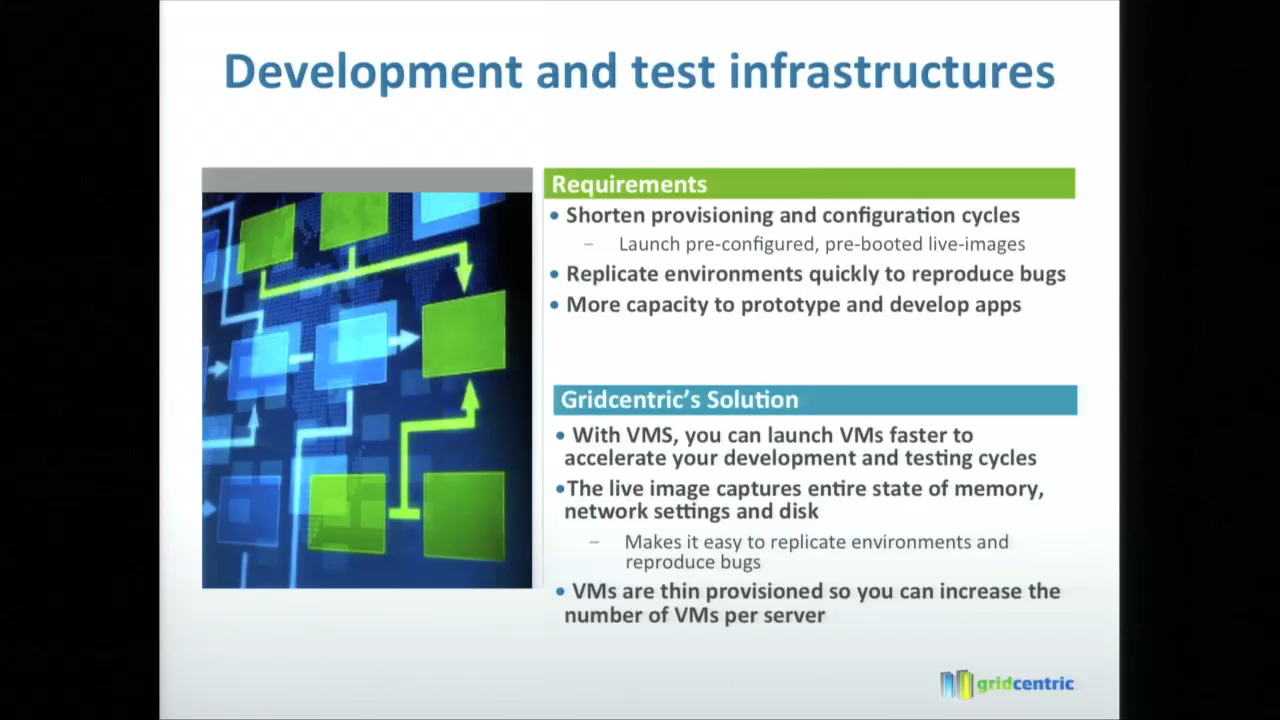 Development and test infrastructures
Requirements
• Shorten provisioning and configuration cycles
– Launch pre-configured, pre-booted live-images
• Replicate environments quickly to reproduce bugs
• More capacity to prototype and develop apps
Gridcentric's Solution
• With VMS, you can launch VMs faster to
accelerate your development and testing cycles
•The live image captures entire state of memory,
network settings and disk
– Makes it easy to replicate environments and
reproduce bugs
• VMs are thin provisioned so you can increase the
number of VMs per server
gridcentric